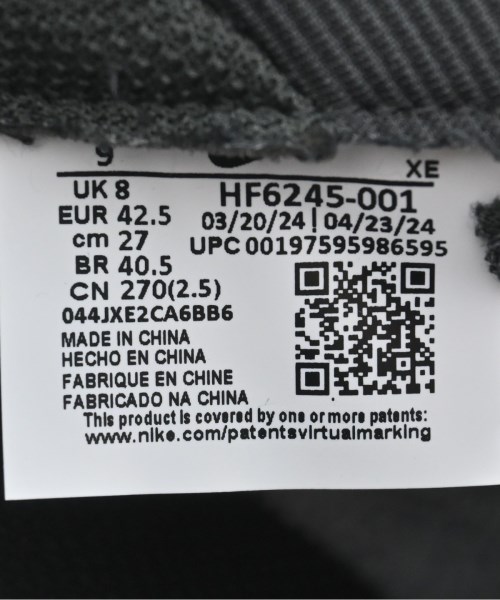 9
XE
UK 8
HF6245-001
EUR 42.5
03/20/24 | 04/23/24
cm 27
UPC 00197595986595
BR 40.5
CN 270(2.5)
044JXE2CA6BB6
MADE IN CHINA
HECHO EN CHINA
FABRIQUE EN CHINE
FABRICADO NA CHINA
This product is covered by one or more patents:
www.nike.com/patentsvirtualmarking